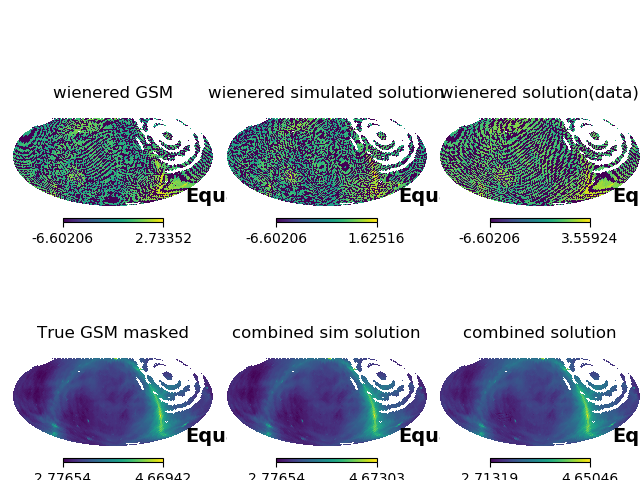 wienered GSM
wienered simulated solution
wienered solution(data)
Equ
Equ
Eq
-6.60206 2.73352
-6.60206 1.62516
-6.60206 3.55924
True GSM masked
combined sim solution
combined solution
Equ
Equ
Eq
2.77654 4.66942
2.77654 4.67303
2.71319 4.65046